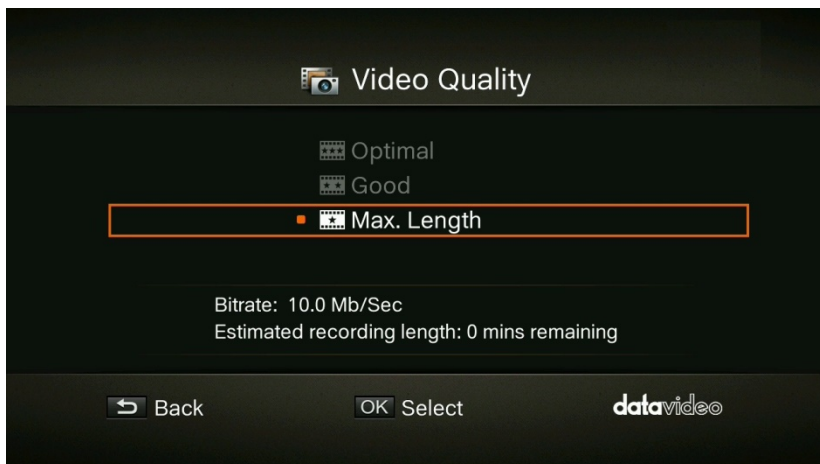 Video Quality
Optimal
Good
Max. Length
Bitrate: 10.0 Mb/Sec
Estimated recording length: 0 mins remaining
Back
OK Select
datavideo